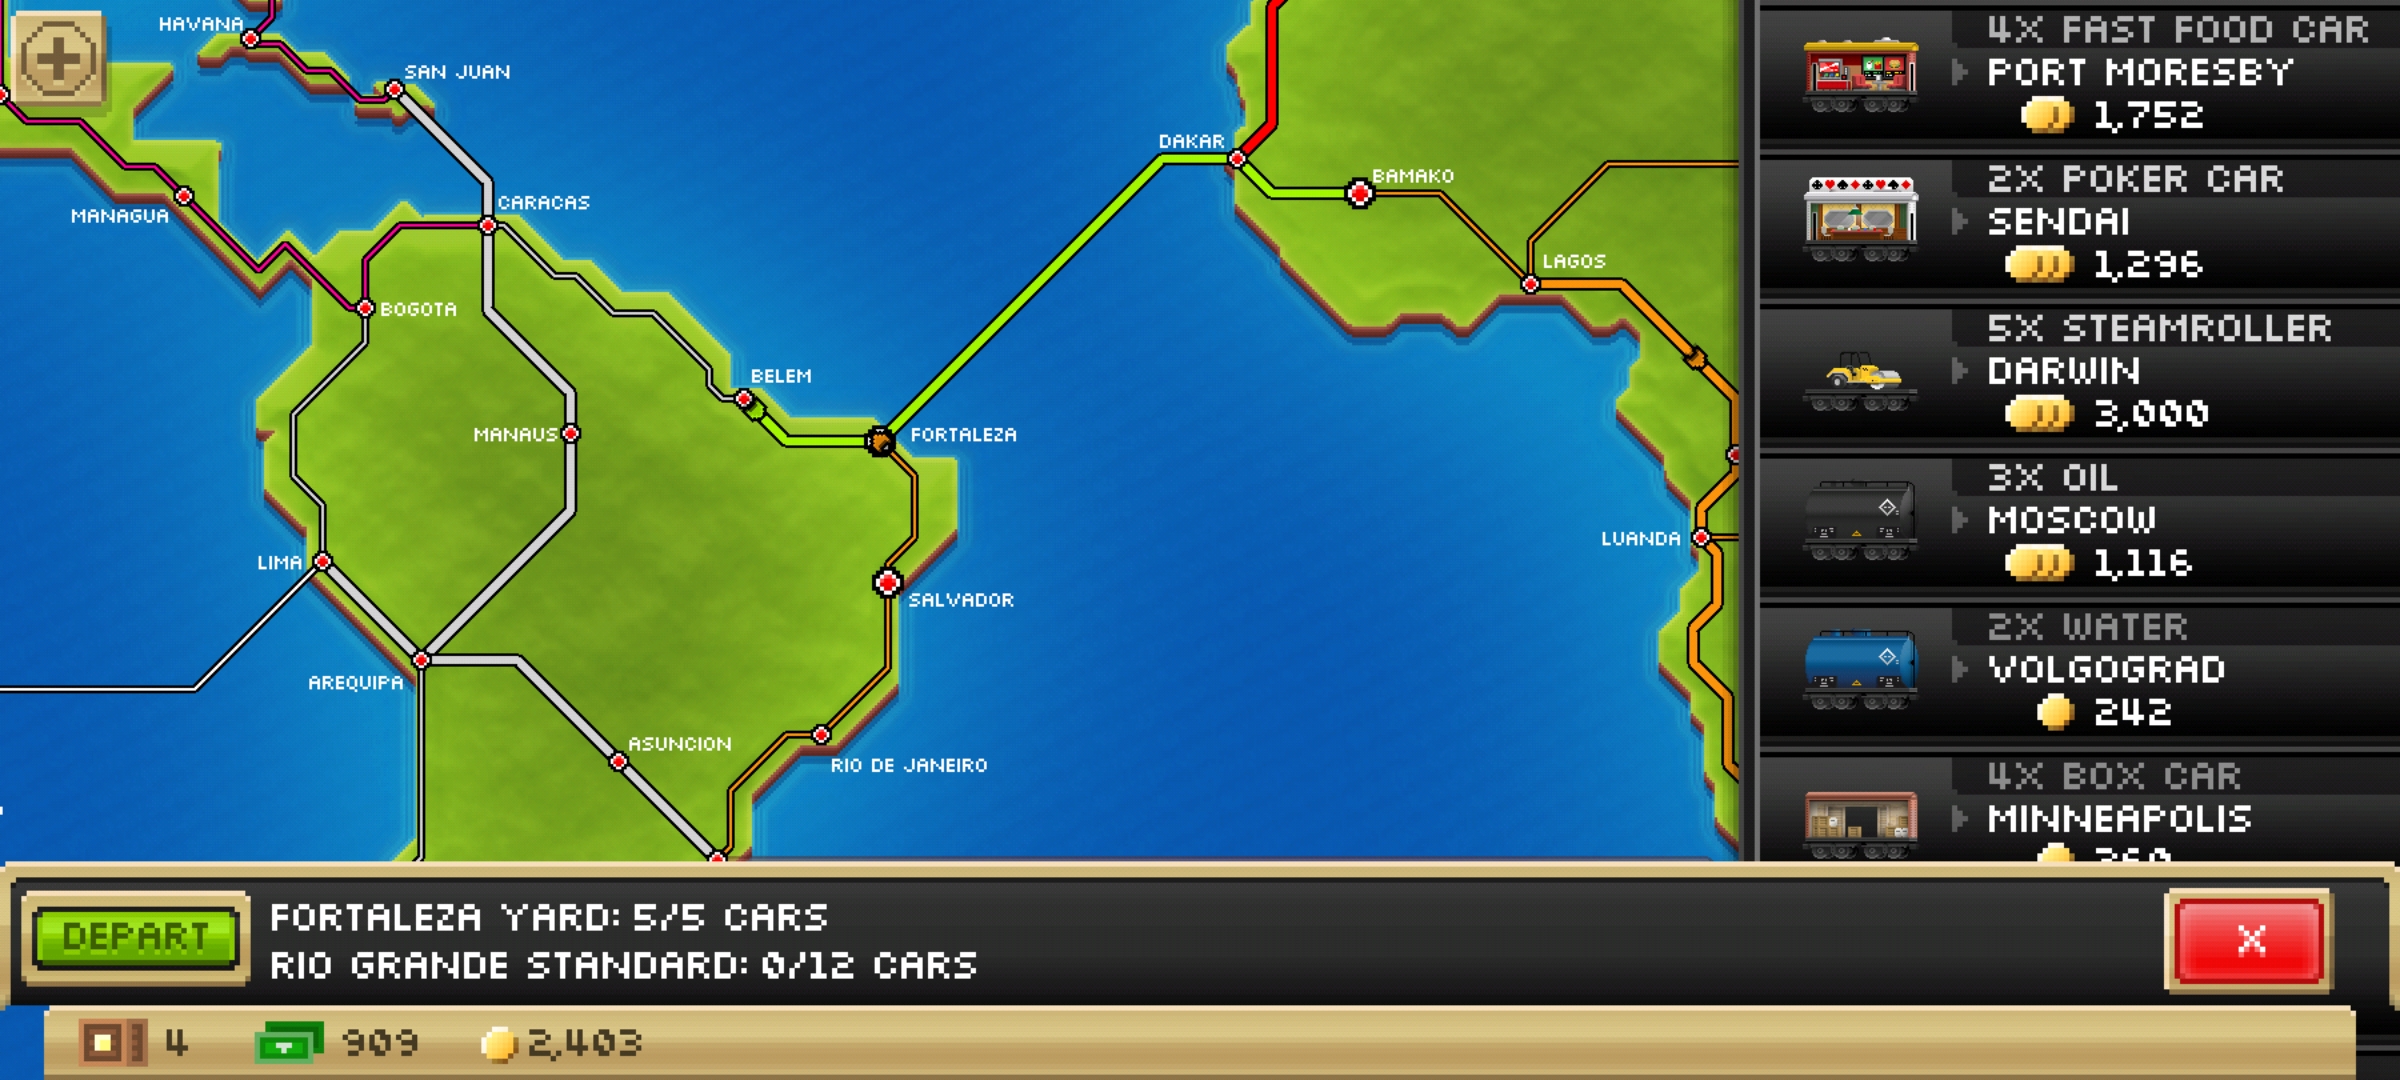 HAVANA
SAN JUAN
CARACAS
MANAGUA
BOGOTA
BELEM
MANAUS
FORTALEZA
LIMA
SALVADOR
AREQUIPA
ASUNCION
RIO DE JANEIRO
DAKAR
BAMAKO
LAGOS
LUANDA
4X FAST FOOD CAR
PORT MORESBY
1,752
2X POKER CAR
SENDAI
1,296
5X STEAMROLLER
DARWIN
3,000
3X OIL
MOSCOW
1,116
2X WATER
VOLGOGRAD
242
4X BOX CAR
MINNEAPOLIS
DEPART
FORTALEZA YARD: 5/5 CARS
RIO GRANDE STANDARD: 0/12 CARS
X
4
909
2,403